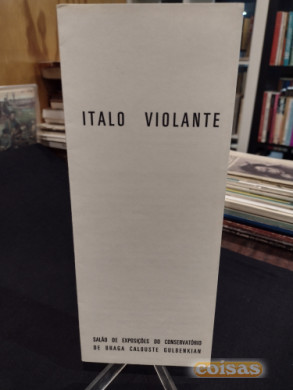 ITALO VIOLANTE
SALÃO DE EXPOSIÇÕES DO CONSERVATÓRIO
DE BRAGA CALOUSTE GULBENKIAN
coisas